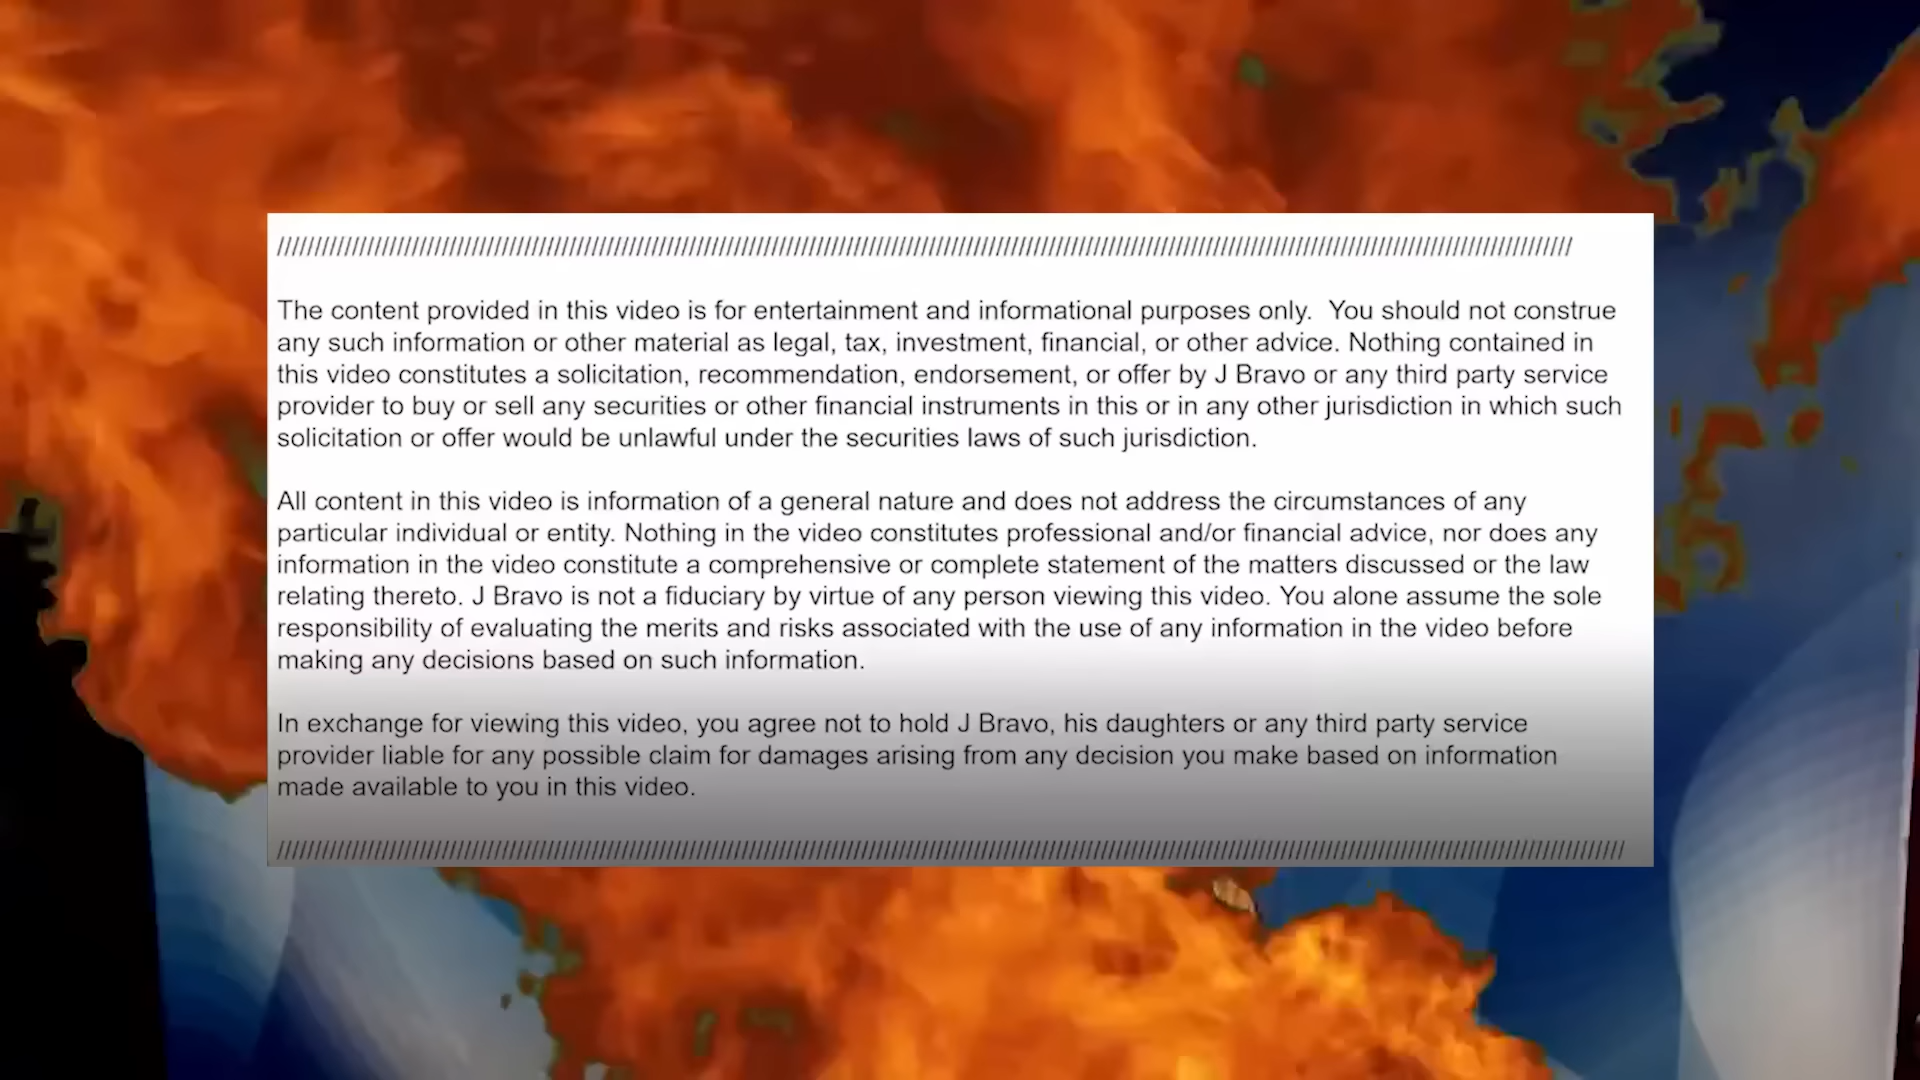 ////////////////////////////////////////////////////////////////////////////////////////////////////////////////////////////////////////////////////////////////////////////////
The content provided in this video is for entertainment and informational purposes only.  You should not construe
any such information or other material as legal, tax, investment, financial, or other advice. Nothing contained in
this video constitutes a solicitation, recommendation, endorsement, or offer by J Bravo or any third party service
provider to buy or sell any securities or other financial instruments in this or in any other jurisdiction in which such
solicitation or offer would be unlawful under the securities laws of such jurisdiction.
All content in this video is information of a general nature and does not address the circumstances of any
particular individual or entity. Nothing in the video constitutes professional and/or financial advice, nor does any
information in the video constitute a comprehensive or complete statement of the matters discussed or the law
relating thereto. J Bravo is not a fiduciary by virtue of any person viewing this video. You alone assume the sole
responsibility of evaluating the merits and risks associated with the use of any information in the video before
making any decisions based on such information.
In exchange for viewing this video, you agree not to hold J Bravo, his daughters or any third party service
provider liable for any possible claim for damages arising from any decision you make based on information
made available to you in this video.
///////////////////////////////////////////////////////////////////////////////////////////////////////////////////////////////////////////////////////////////////////////////////////